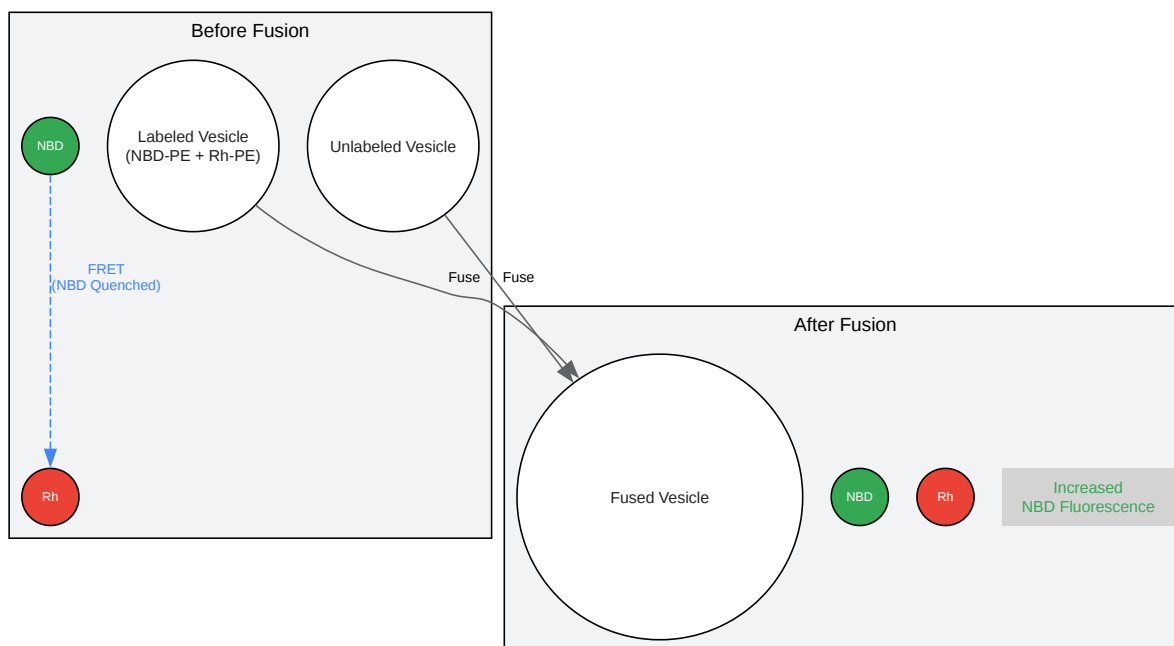 Before Fusion
NBD
Labeled Vesicle
(NBD-PE + Rh-PE)
Unlabeled Vesicle
FRET
(NBD Quenched)
Rh
Fuse
Fuse
After Fusion
Fused Vesicle
NBD
Rh
Increased
NBD Fluorescence